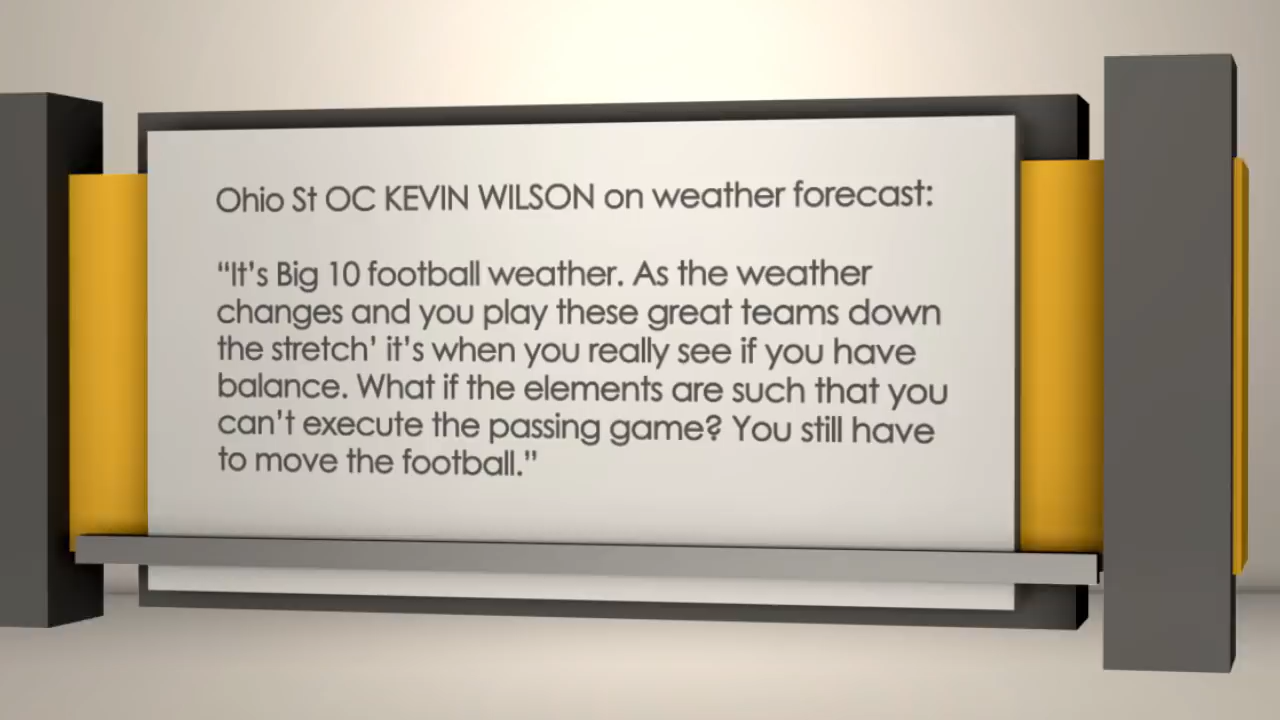 Ohio St OC KEVIN WILSON on weather forecast:
“It’s Big 10 football weather. As the weather
changes and you play these great teams down
the stretch’ it’s when you really see if you have
balance. What if the elements are such that you
can’t execute the passing game? You still have
to move the football.”